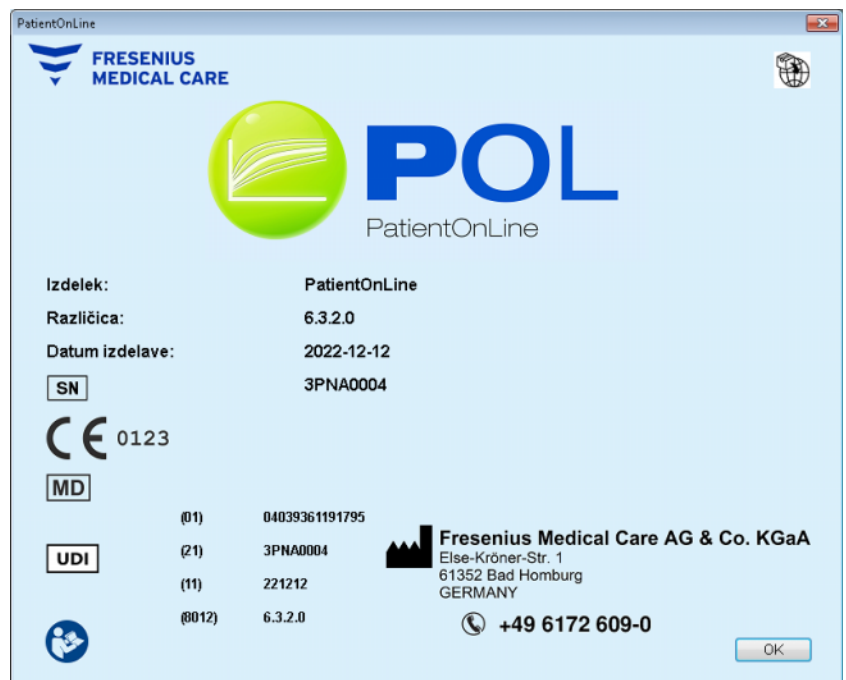 PatientOnLine
FRESENIUS
MEDICAL CARE
POL
PatientOnLine
Izdelek: PatientOnLine
Različica: 6.3.2.0
Datum izdelave: 2022-12-12
SN 3PNA0004
CE 0123
MD
UDI
(01) 04039361191795
(21) 3PNA0004
(11) 221212
(8012) 6.3.2.0
Fresenius Medical Care AG & Co. KGaA
Else-Kröner-Str. 1
61352 Bad Homburg
GERMANY
+49 6172 609-0
OK